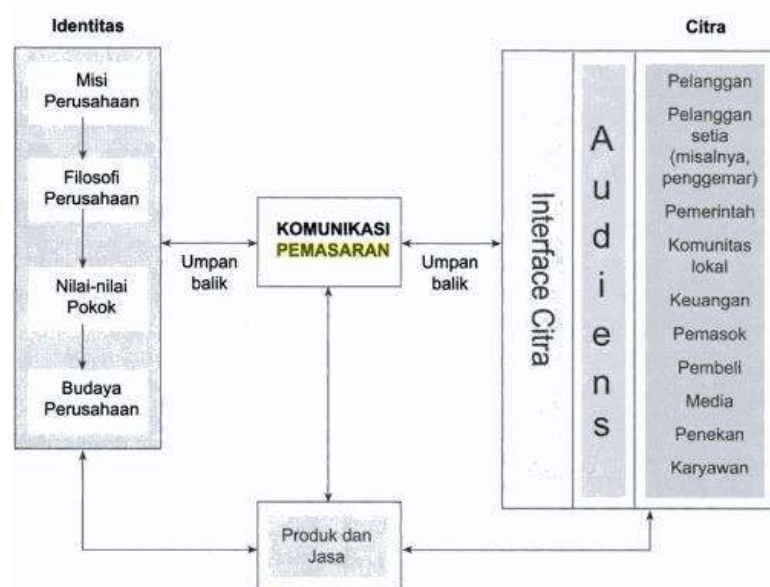 Identitas
Misi
Perusahaan
Filosofi
Perusahaan
Nilai-nilai
Pokok
Budaya
Perusahaan
Umpan
balik
KOMUNIKASI
PEMASARAN
Umpan
balik
Produk dan
Jasa
Citra
Interface Citra
Audiens
Pelanggan
Pelanggan
setia
(misalnya,
penggemar)
Pemerintah
Komunitas
lokal
Keuangan
Pemasok
Pembeli
Media
Penekan
Karyawan